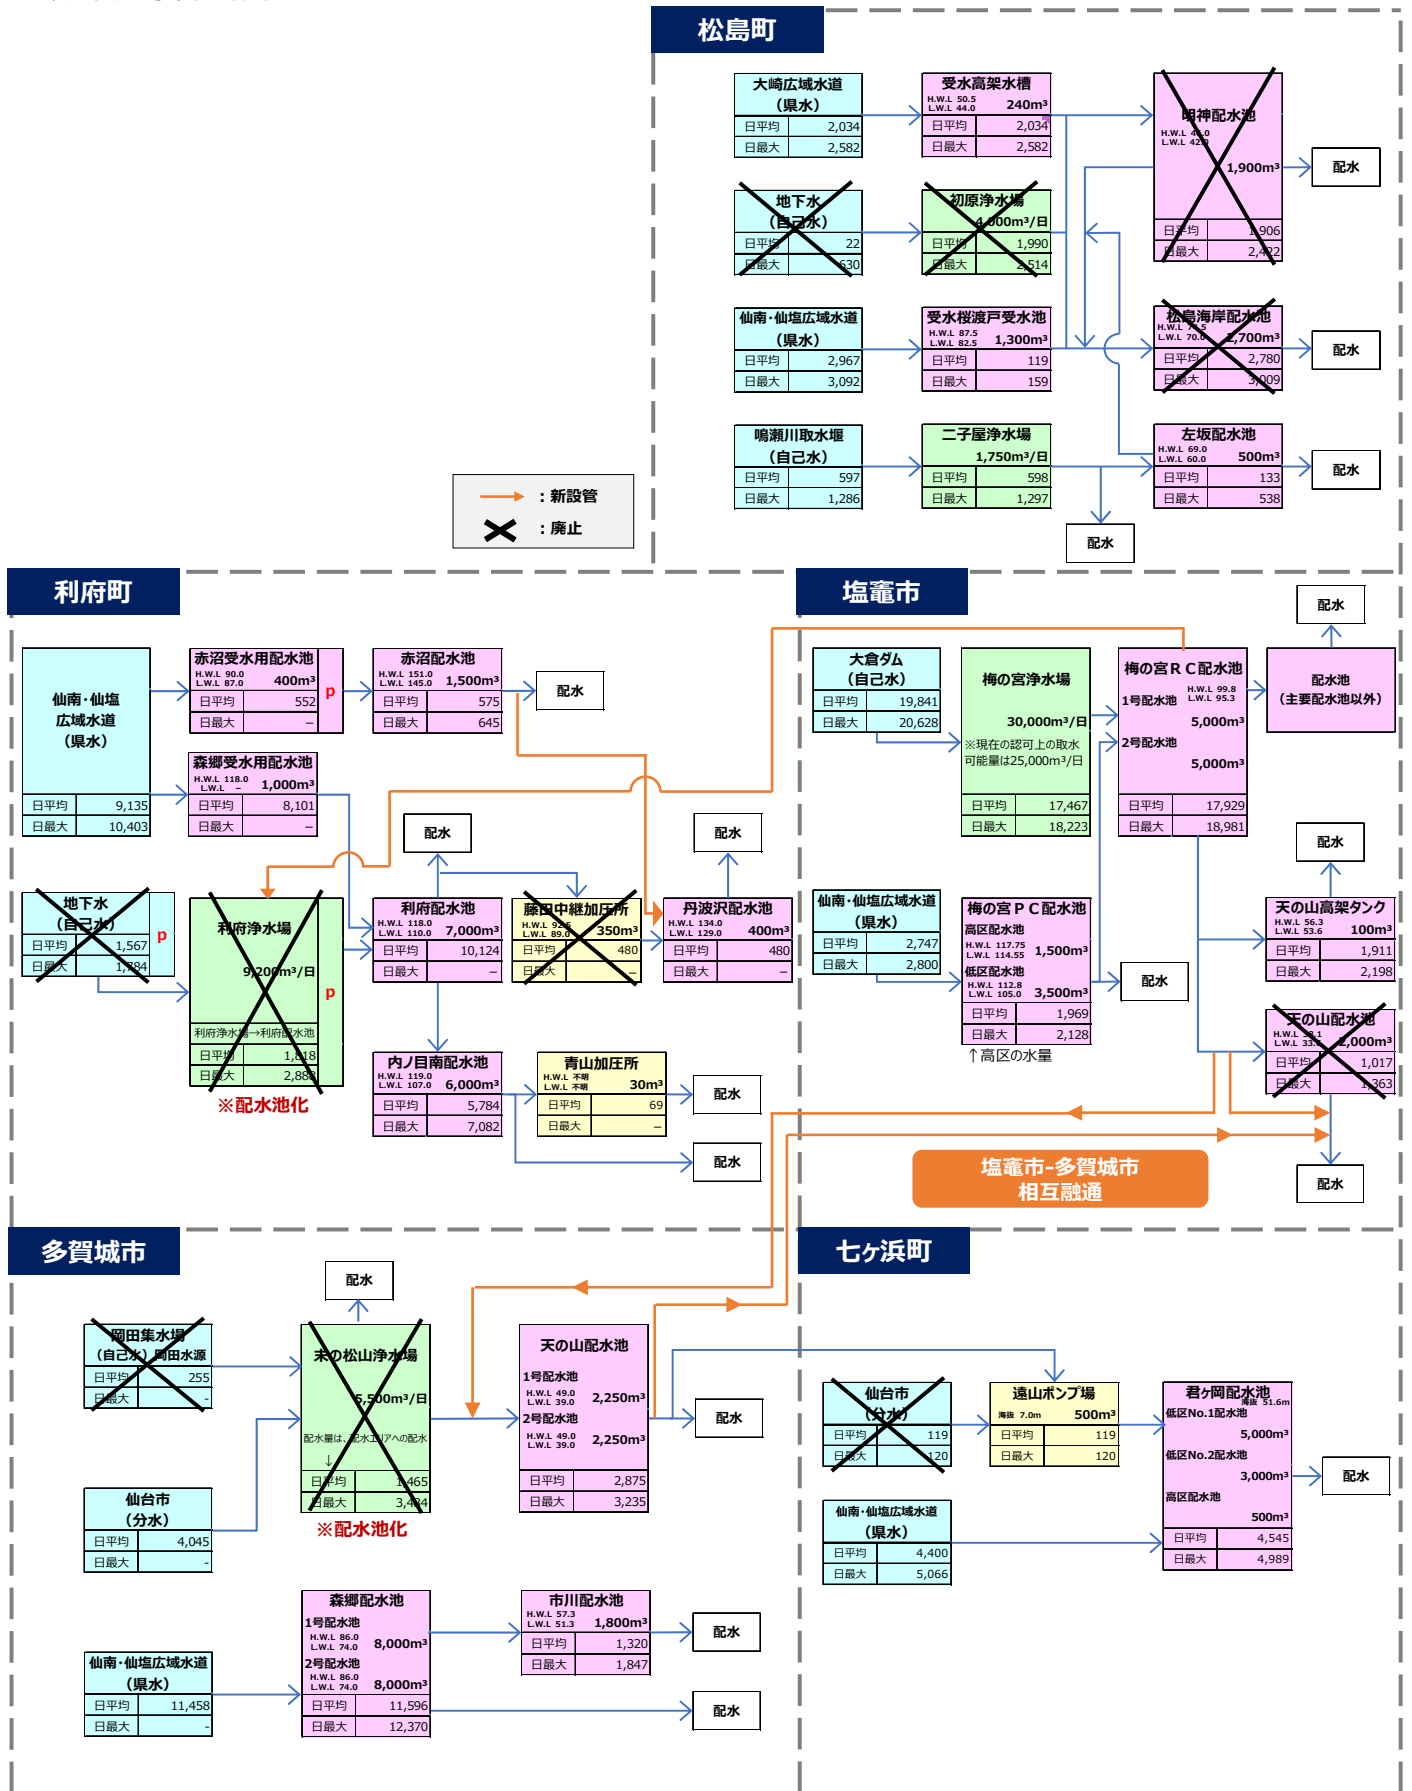 松島町
大崎広域水道
（県水）
日平均 2,034
日最大 2,582
受水高架水槽
H.W.L 50.5
L.W.L 44.0 240m³
日平均 2,034
日最大 2,582
明神配水池
L.W.L
1,900m³
日平均 1,906
日最大 2,422
配水
地下水
（自己水）
日平均 22
日最大 630
初原浄水場
4,000m³/日
日平均 1,990
日最大 2,514
仙南・仙塩広域水道
（県水）
日平均 2,967
日最大 3,092
受水桜渡戸受水池
H.W.L 87.5
L.W.L 82.5 1,300m³
日平均 119
日最大 159
松島海岸配水池
L.W.L 70.0 2,700m³
日平均 2,780
日最大 3,009
配水
鳴瀬川取水堰
（自己水）
日平均 597
日最大 1,286
二子屋浄水場
1,750m³/日
日平均 598
日最大 1,297
左坂配水池
H.W.L 69.0
L.W.L 60.0 500m³
日平均 133
日最大 538
配水
配水
：新設管
：廃止
利府町
仙南・仙塩
広域水道
（県水）
日平均 9,135
日最大 10,403
赤沼受水用配水池
H.W.L 90.0
L.W.L 87.0 400m³
日平均 552
日最大 －
p
赤沼配水池
H.W.L 151.0
L.W.L 145.0 1,500m³
日平均 575
日最大 645
配水
森郷受水用配水池
H.W.L 118.0
L.W.L － 1,000m³
日平均 8,101
日最大 －
地下水
（自己水）
日平均 1,567
日最大 1,784
p
利府浄水場
9,200m³/日
利府浄水場→利府配水池
日平均 1,818
日最大 2,888
p
※配水池化
配水
利府配水池
H.W.L 118.0
L.W.L 110.0 7,000m³
日平均 10,124
日最大 －
藤田中継加圧所
H.W.L 92.5
L.W.L 89.0 350m³
日平均 480
日最大 －
配水
丹波沢配水池
H.W.L 134.0
L.W.L 129.0 400m³
日平均 480
日最大 －
内ノ目南配水池
H.W.L 119.0
L.W.L 107.0 6,000m³
日平均 5,784
日最大 7,082
青山加圧所
H.W.L 不明
L.W.L 不明 30m³
日平均 69
日最大 －
配水
配水
塩竈市
大倉ダム
（自己水）
日平均 19,841
日最大 20,628
梅の宮浄水場
30,000m³/日
※現在の認可上の取水
可能量は25,000m³/日
日平均 17,467
日最大 18,223
梅の宮ＲＣ配水池
1号配水池 H.W.L 99.8
L.W.L 95.3
5,000m³
2号配水池
5,000m³
日平均 17,929
日最大 18,981
配水
配水池
（主要配水池以外）
仙南・仙塩広域水道
（県水）
日平均 2,747
日最大 2,800
梅の宮ＰＣ配水池
高区配水池
H.W.L 117.75
L.W.L 114.55 1,500m³
低区配水池
H.W.L 112.8
L.W.L 105.0 3,500m³
日平均 1,969
日最大 2,128
↑高区の水量
配水
配水
天の山高架タンク
H.W.L 56.3
L.W.L 53.6 100m³
日平均 1,911
日最大 2,198
天の山配水池
2,000m³
日平均 1,017
日最大 1,363
配水
塩竈市-多賀城市
相互融通
多賀城市
配水
岡田集水場
（自己水）岡田水源
日平均 255
日最大 -
末の松山浄水場
5,500m³/日
配水量は、配水エリアへの配水
↓
日平均 1,465
日最大 3,484
※配水池化
仙台市
（分水）
日平均 4,045
日最大 -
天の山配水池
1号配水池
H.W.L 49.0
L.W.L 39.0 2,250m³
2号配水池
H.W.L 49.0
L.W.L 39.0 2,250m³
日平均 2,875
日最大 3,235
配水
仙南・仙塩広域水道
（県水）
日平均 11,458
日最大 -
森郷配水池
1号配水池
H.W.L 86.0
L.W.L 74.0 8,000m³
2号配水池
H.W.L 86.0
L.W.L 74.0 8,000m³
日平均 11,596
日最大 12,370
市川配水池
H.W.L 57.3
L.W.L 51.3 1,800m³
日平均 1,320
日最大 1,847
配水
配水
七ヶ浜町
仙台市
（分水）
日平均 119
日最大 120
遠山ポンプ場
海抜 7.0m 500m³
日平均 119
日最大 120
君ヶ岡配水池
海抜 51.6m
低区No.1配水池
5,000m³
低区No.2配水池
3,000m³
高区配水池
500m³
日平均 4,545
日最大 4,989
配水
仙南・仙塩広域水道
（県水）
日平均 4,400
日最大 5,066